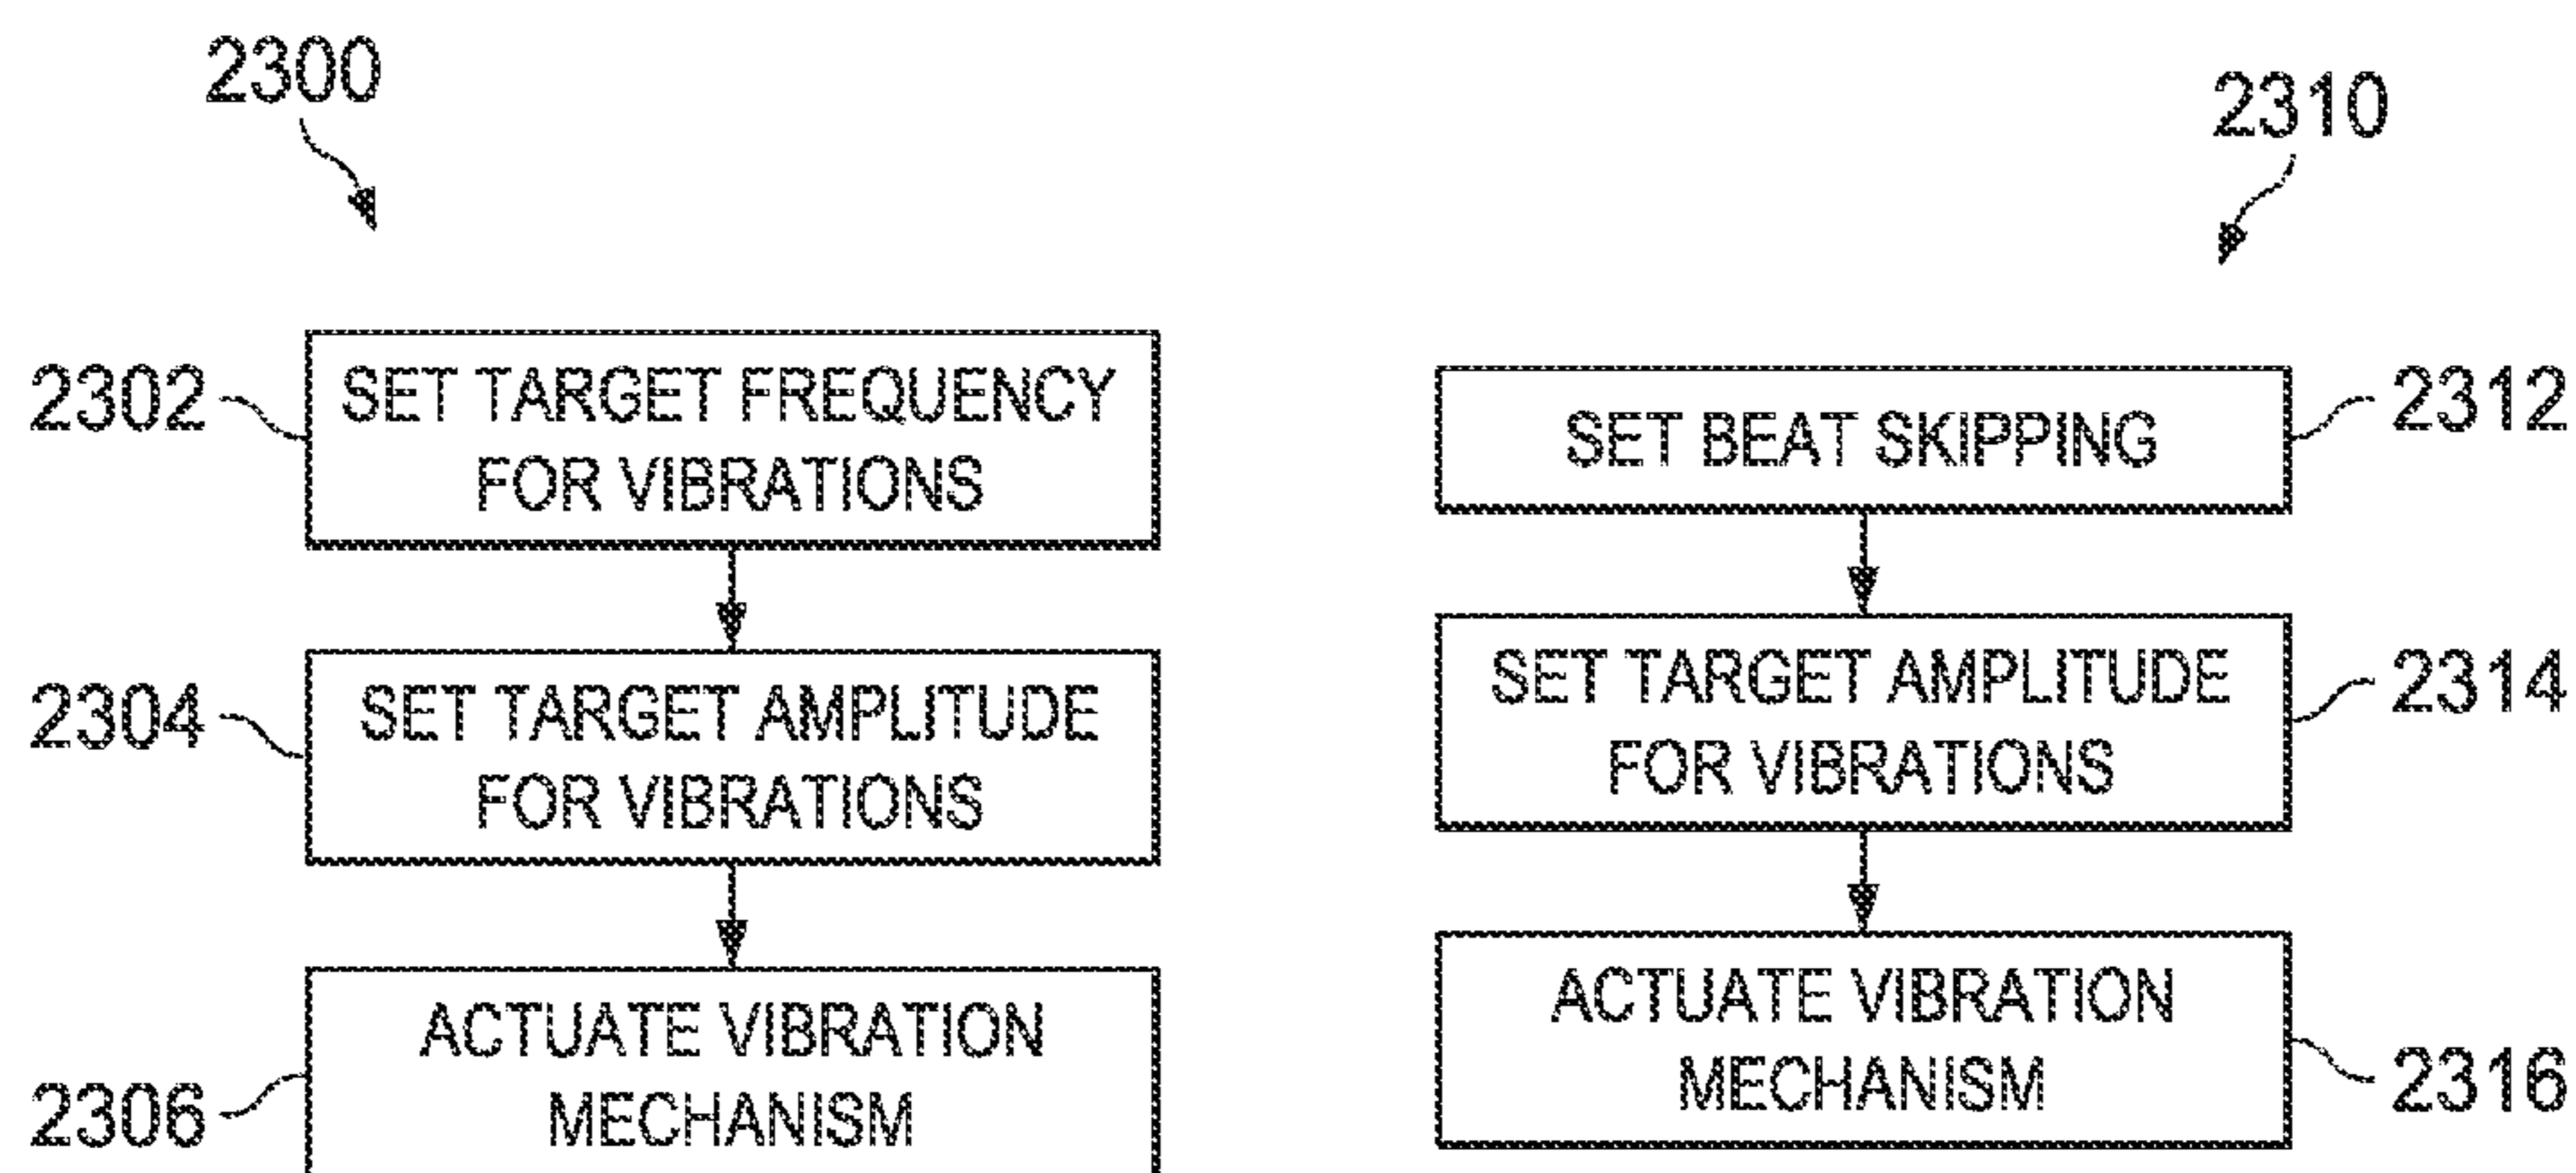 2300
2302
SET TARGET FREQUENCY
FOR VIBRATIONS
2304
SET TARGET AMPLITUDE
FOR VIBRATIONS
2306
ACTUATE VIBRATION
MECHANISM
2310
SET BEAT SKIPPING
2312
SET TARGET AMPLITUDE
FOR VIBRATIONS
2314
ACTUATE VIBRATION
MECHANISM
2316